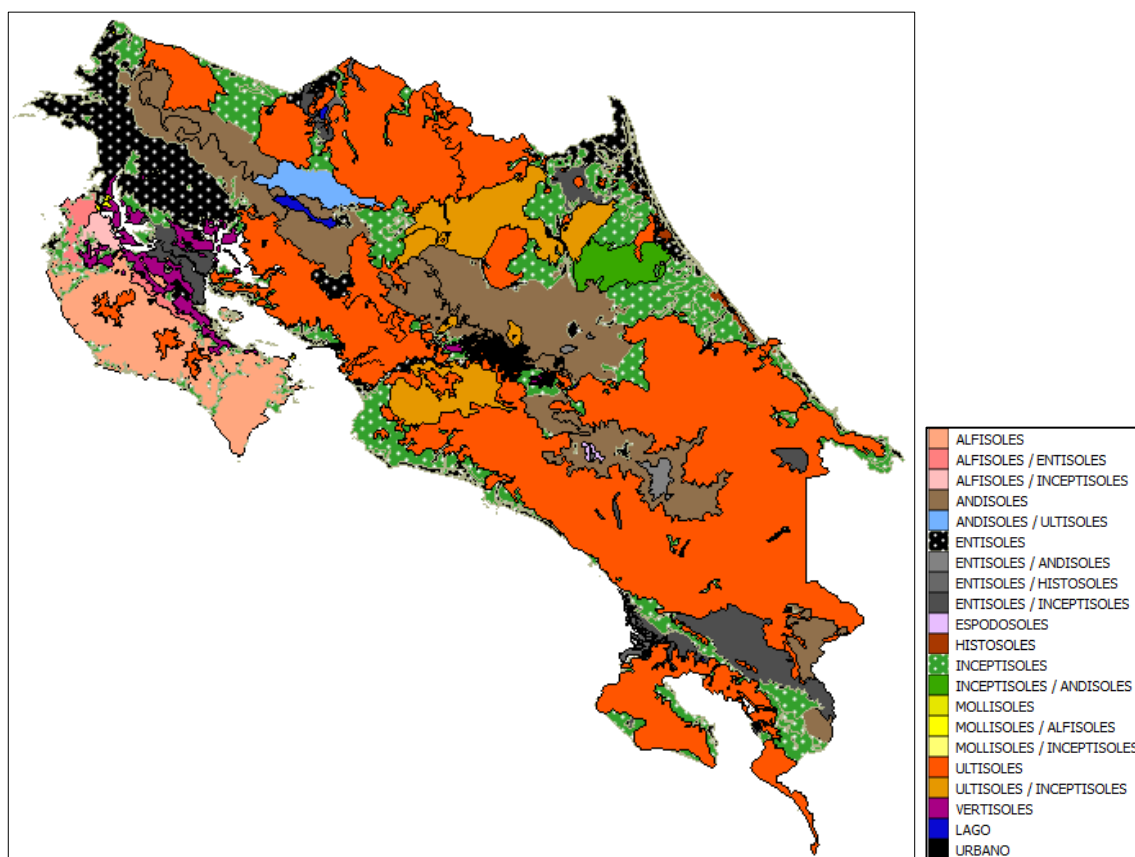 ALFISOLES
ALFISOLES / ENTISOLES
ALFISOLES / INCEPTISOLES
ANDISOLES
ANDISOLES / ULTISOLES
ENTISOLES
ENTISOLES / ANDISOLES
ENTISOLES / HISTOSOLES
ENTISOLES / INCEPTISOLES
ESPODOSOLES
HISTOSOLES
INCEPTISOLES
INCEPTISOLES / ANDISOLES
MOLLISOLES
MOLLISOLES / ALFISOLES
MOLLISOLES / INCEPTISOLES
ULTISOLES
ULTISOLES / INCEPTISOLES
VERTISOLES
LAGO
URBANO